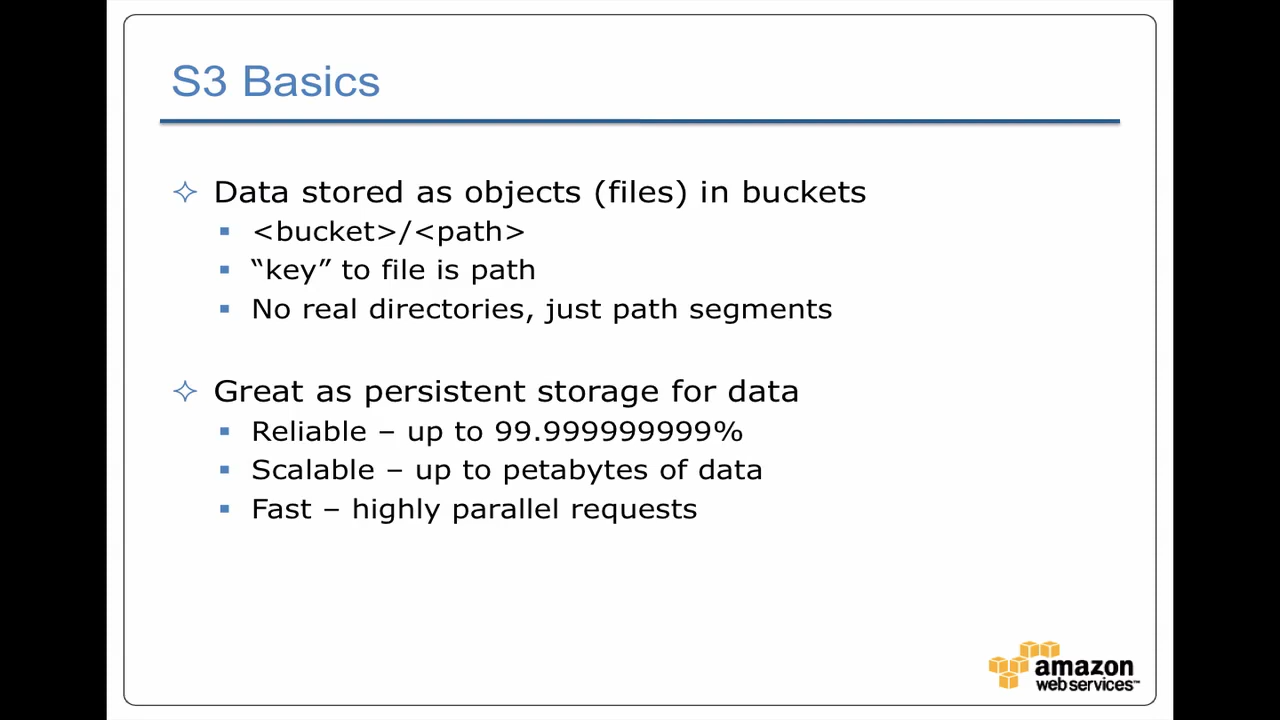 S3 Basics
Data stored as objects (files) in buckets
<bucket>/<path>
“key” to file is path
No real directories, just path segments
Great as persistent storage for data
Reliable – up to 99.999999999%
Scalable – up to petabytes of data
Fast – highly parallel requests
amazon
webservices™